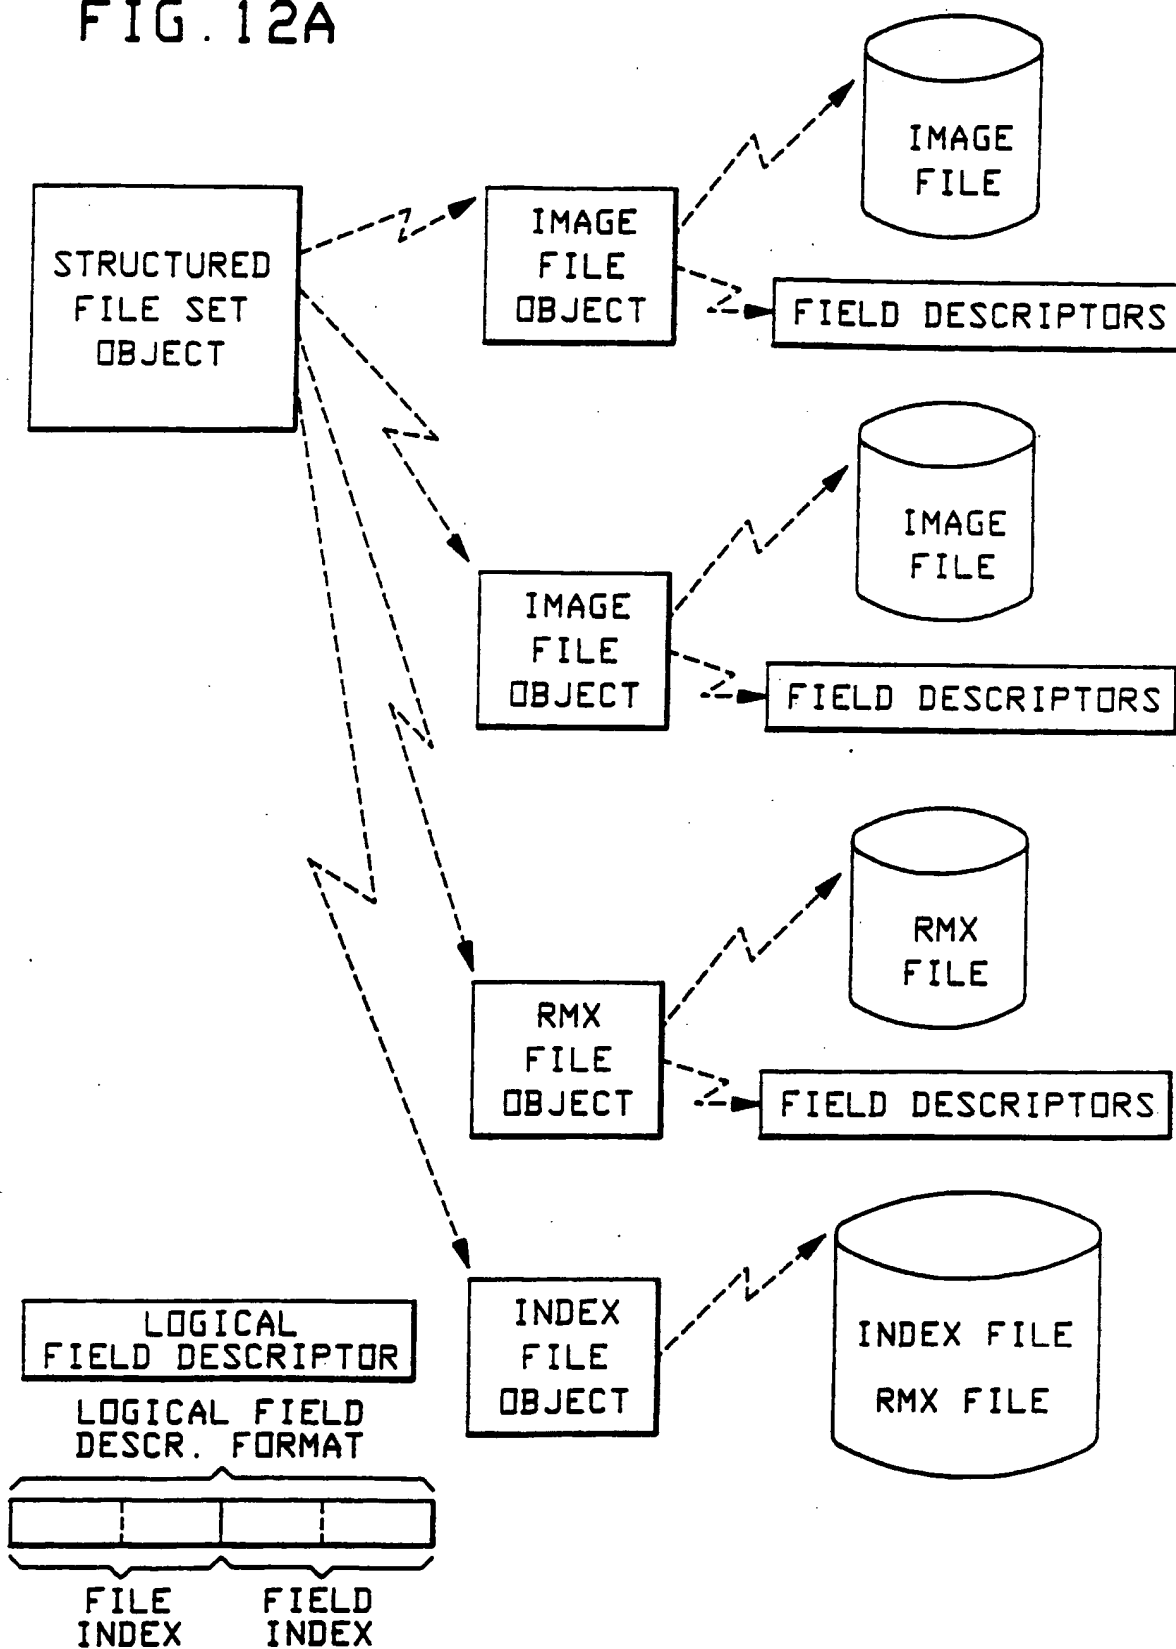 FIG. 12A
IMAGE
FILE
STRUCTURED
FILE SET
OBJECT
IMAGE
FILE
OBJECT
FIELD DESCRIPTORS
IMAGE
FILE
IMAGE
FILE
OBJECT
FIELD DESCRIPTORS
RMX
FILE
RMX
FILE
OBJECT
FIELD DESCRIPTORS
INDEX
FILE
OBJECT
INDEX FILE
RMX FILE
LOGICAL
FIELD DESCRIPTOR
LOGICAL FIELD
DESCR. FORMAT
FILE
INDEX
FIELD
INDEX